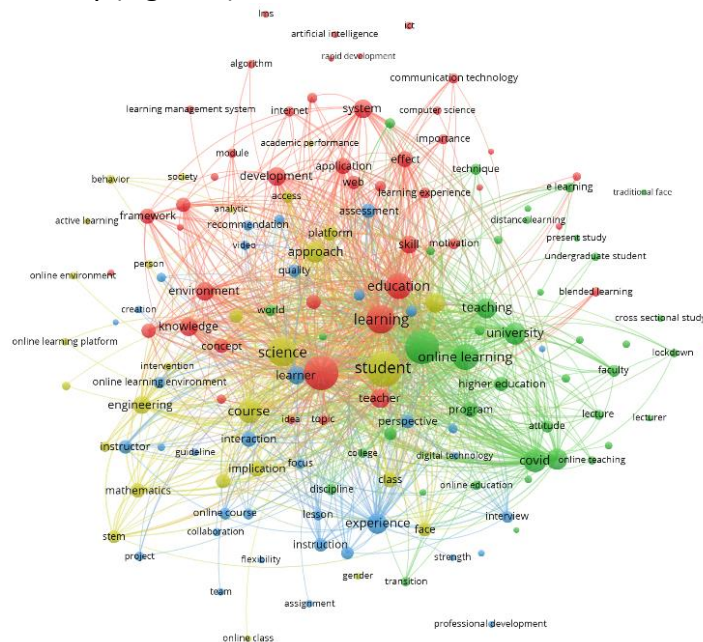 lms
ict
artificial intelligence
rapid development
algorithm
communication technology
learning management system
internet
system
computer science
academic performance
importance
module
application
effect
technique
behavior
society
development
web
access
learning experience
e learning
traditional face
active learning
framework
analytic
recommendation
assessment
distance learning
video
platform
skill
motivation
present study
person
approach
undergraduate student
online environment
quality
environment
education
blended learning
creation
world
teaching
knowledge
learning
cross sectional study
online learning platform
concept
university
science
online learning
lockdown
intervention
student
online learning environment
learner
higher education
faculty
engineering
teacher
course
program
lecture
lecturer
idea
topic
perspective
attitude
instructor
interaction
guideline
college
digital technology
covid
online teaching
implication
focus
mathematics
class
discipline
online education
online course
lesson
experience
face
interview
stem
collaboration
instruction
project
flexibility
strength
gender
transition
team
assignment
professional development
online class